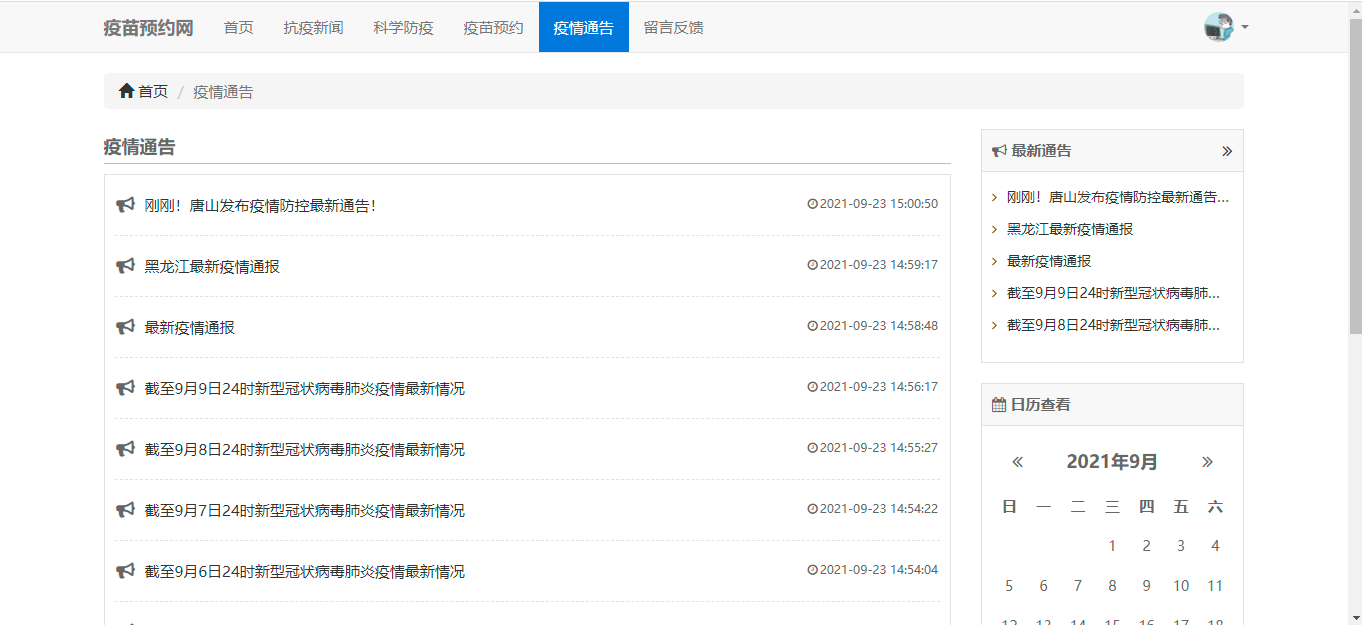 疫苗预约网 首页 抗疫新闻 科学防疫 疫苗预约 疫情通告 留言反馈
首页 / 疫情通告
疫情通告
刚刚！唐山发布疫情防控最新通告！ 2021-09-23 15:00:50
黑龙江最新疫情通报 2021-09-23 14:59:17
最新疫情通报 2021-09-23 14:58:48
截至9月9日24时新型冠状病毒肺炎疫情最新情况 2021-09-23 14:56:17
截至9月8日24时新型冠状病毒肺炎疫情最新情况 2021-09-23 14:55:27
截至9月7日24时新型冠状病毒肺炎疫情最新情况 2021-09-23 14:54:22
截至9月6日24时新型冠状病毒肺炎疫情最新情况 2021-09-23 14:54:04
最新通告 »
刚刚！唐山发布疫情防控最新通告...
黑龙江最新疫情通报
最新疫情通报
截至9月9日24时新型冠状病毒肺...
截至9月8日24时新型冠状病毒肺...
日历查看
« 2021年9月 »
日 一 二 三 四 五 六
1 2 3 4
5 6 7 8 9 10 11
12 13 14 15 16 17 18